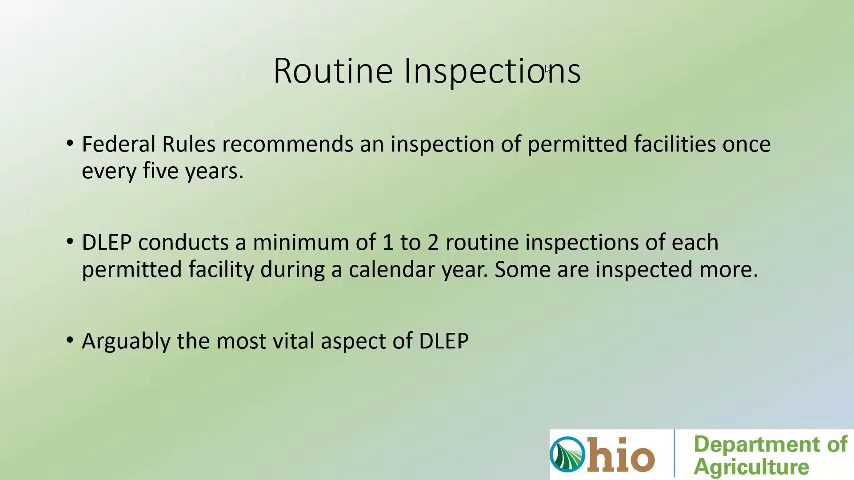 Routine Inspections
• Federal Rules recommends an inspection of permitted facilities once
every five years.
• DLEP conducts a minimum of 1 to 2 routine inspections of each
permitted facility during a calendar year. Some are inspected more.
• Arguably the most vital aspect of DLEP
Ohio
Department of
Agriculture